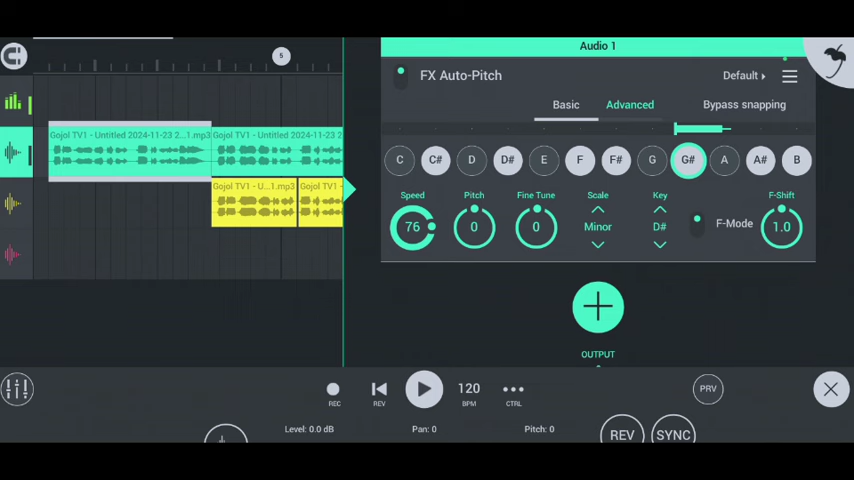 Audio 1
FX Auto-Pitch
Default
Basic
Advanced
Bypass snapping
5
Gojol TV1 - Untitled 2024-11-23 2...1.mp3
Gojol TV1 - Untitled 2024-11-23 2
Gojol TV1 - U...1.mp3
Gojol TV1 -
C C# D D# E F F# G G# A A# B
Speed Pitch Fine Tune Scale Key F-Shift
76 0 0 Minor D# F-Mode 1.0
OUTPUT
120
REC REV BPM CTRL
PRV
Level: 0.0 dB Pan: 0 Pitch: 0
REV SYNC